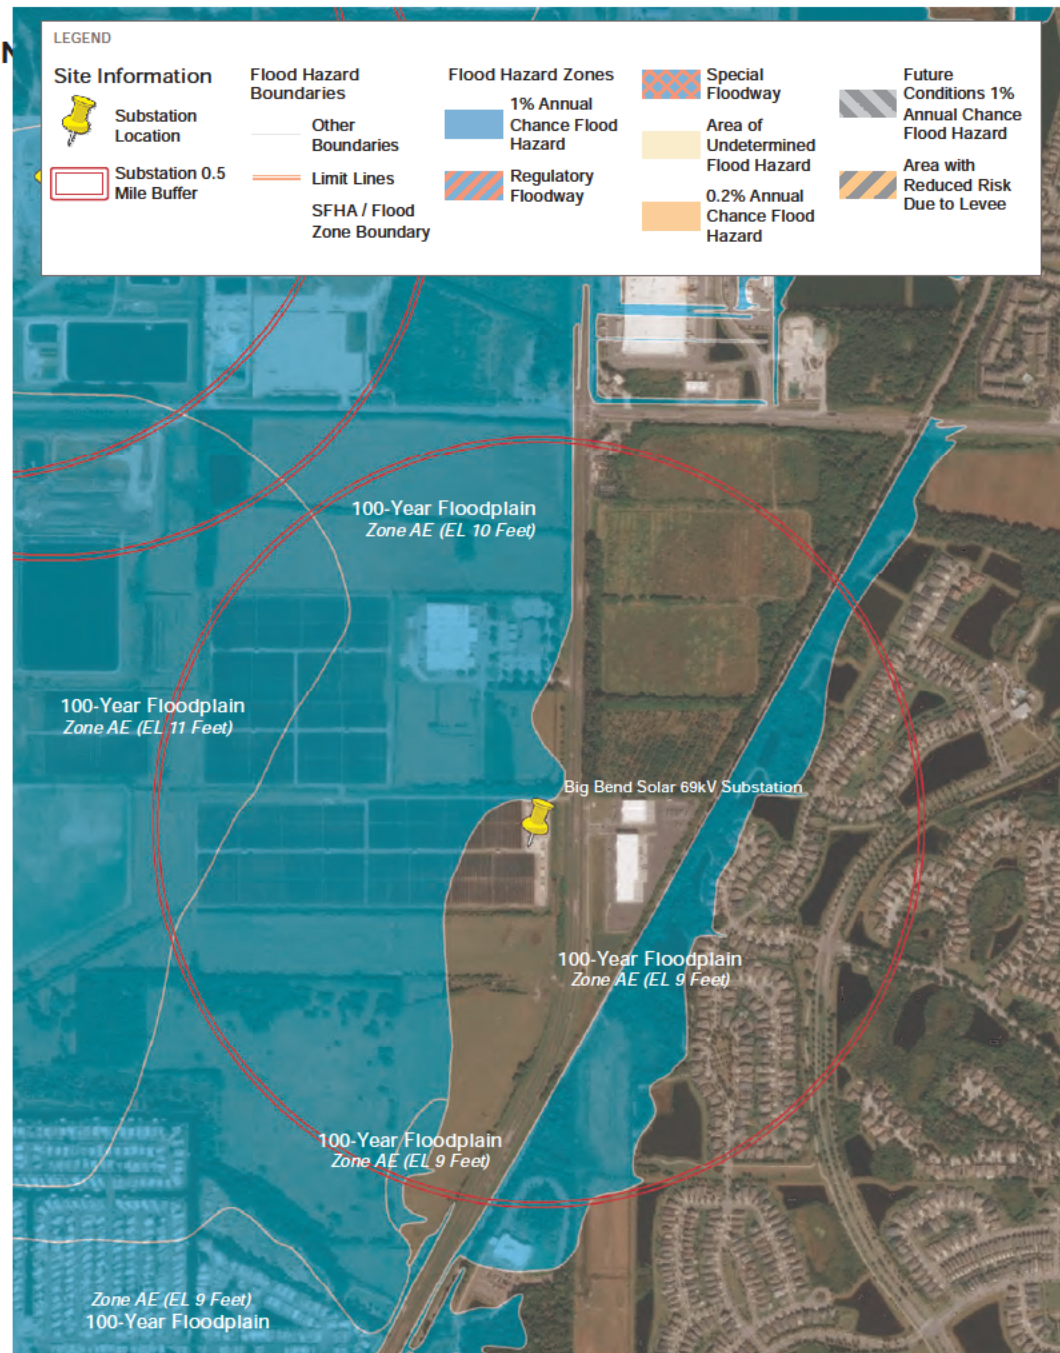 N
LEGEND
Site Information
Substation
Location
Substation 0.5
Mile Buffer
Flood Hazard
Boundaries
Other
Boundaries
Limit Lines
SFHA / Flood
Zone Boundary
Flood Hazard Zones
1% Annual
Chance Flood
Hazard
Regulatory
Floodway
Special
Floodway
Area of
Undetermined
Flood Hazard
0.2% Annual
Chance Flood
Hazard
Future
Conditions 1%
Annual Chance
Flood Hazard
Area with
Reduced Risk
Due to Levee
100-Year Floodplain
Zone AE (EL 10 Feet)
100-Year Floodplain
Zone AE (EL 11 Feet)
Big Bend Solar 69kV Substation
100-Year Floodplain
Zone AE (EL 9 Feet)
100-Year Floodplain
Zone AE (EL 9 Feet)
Zone AE (EL 9 Feet)
100-Year Floodplain